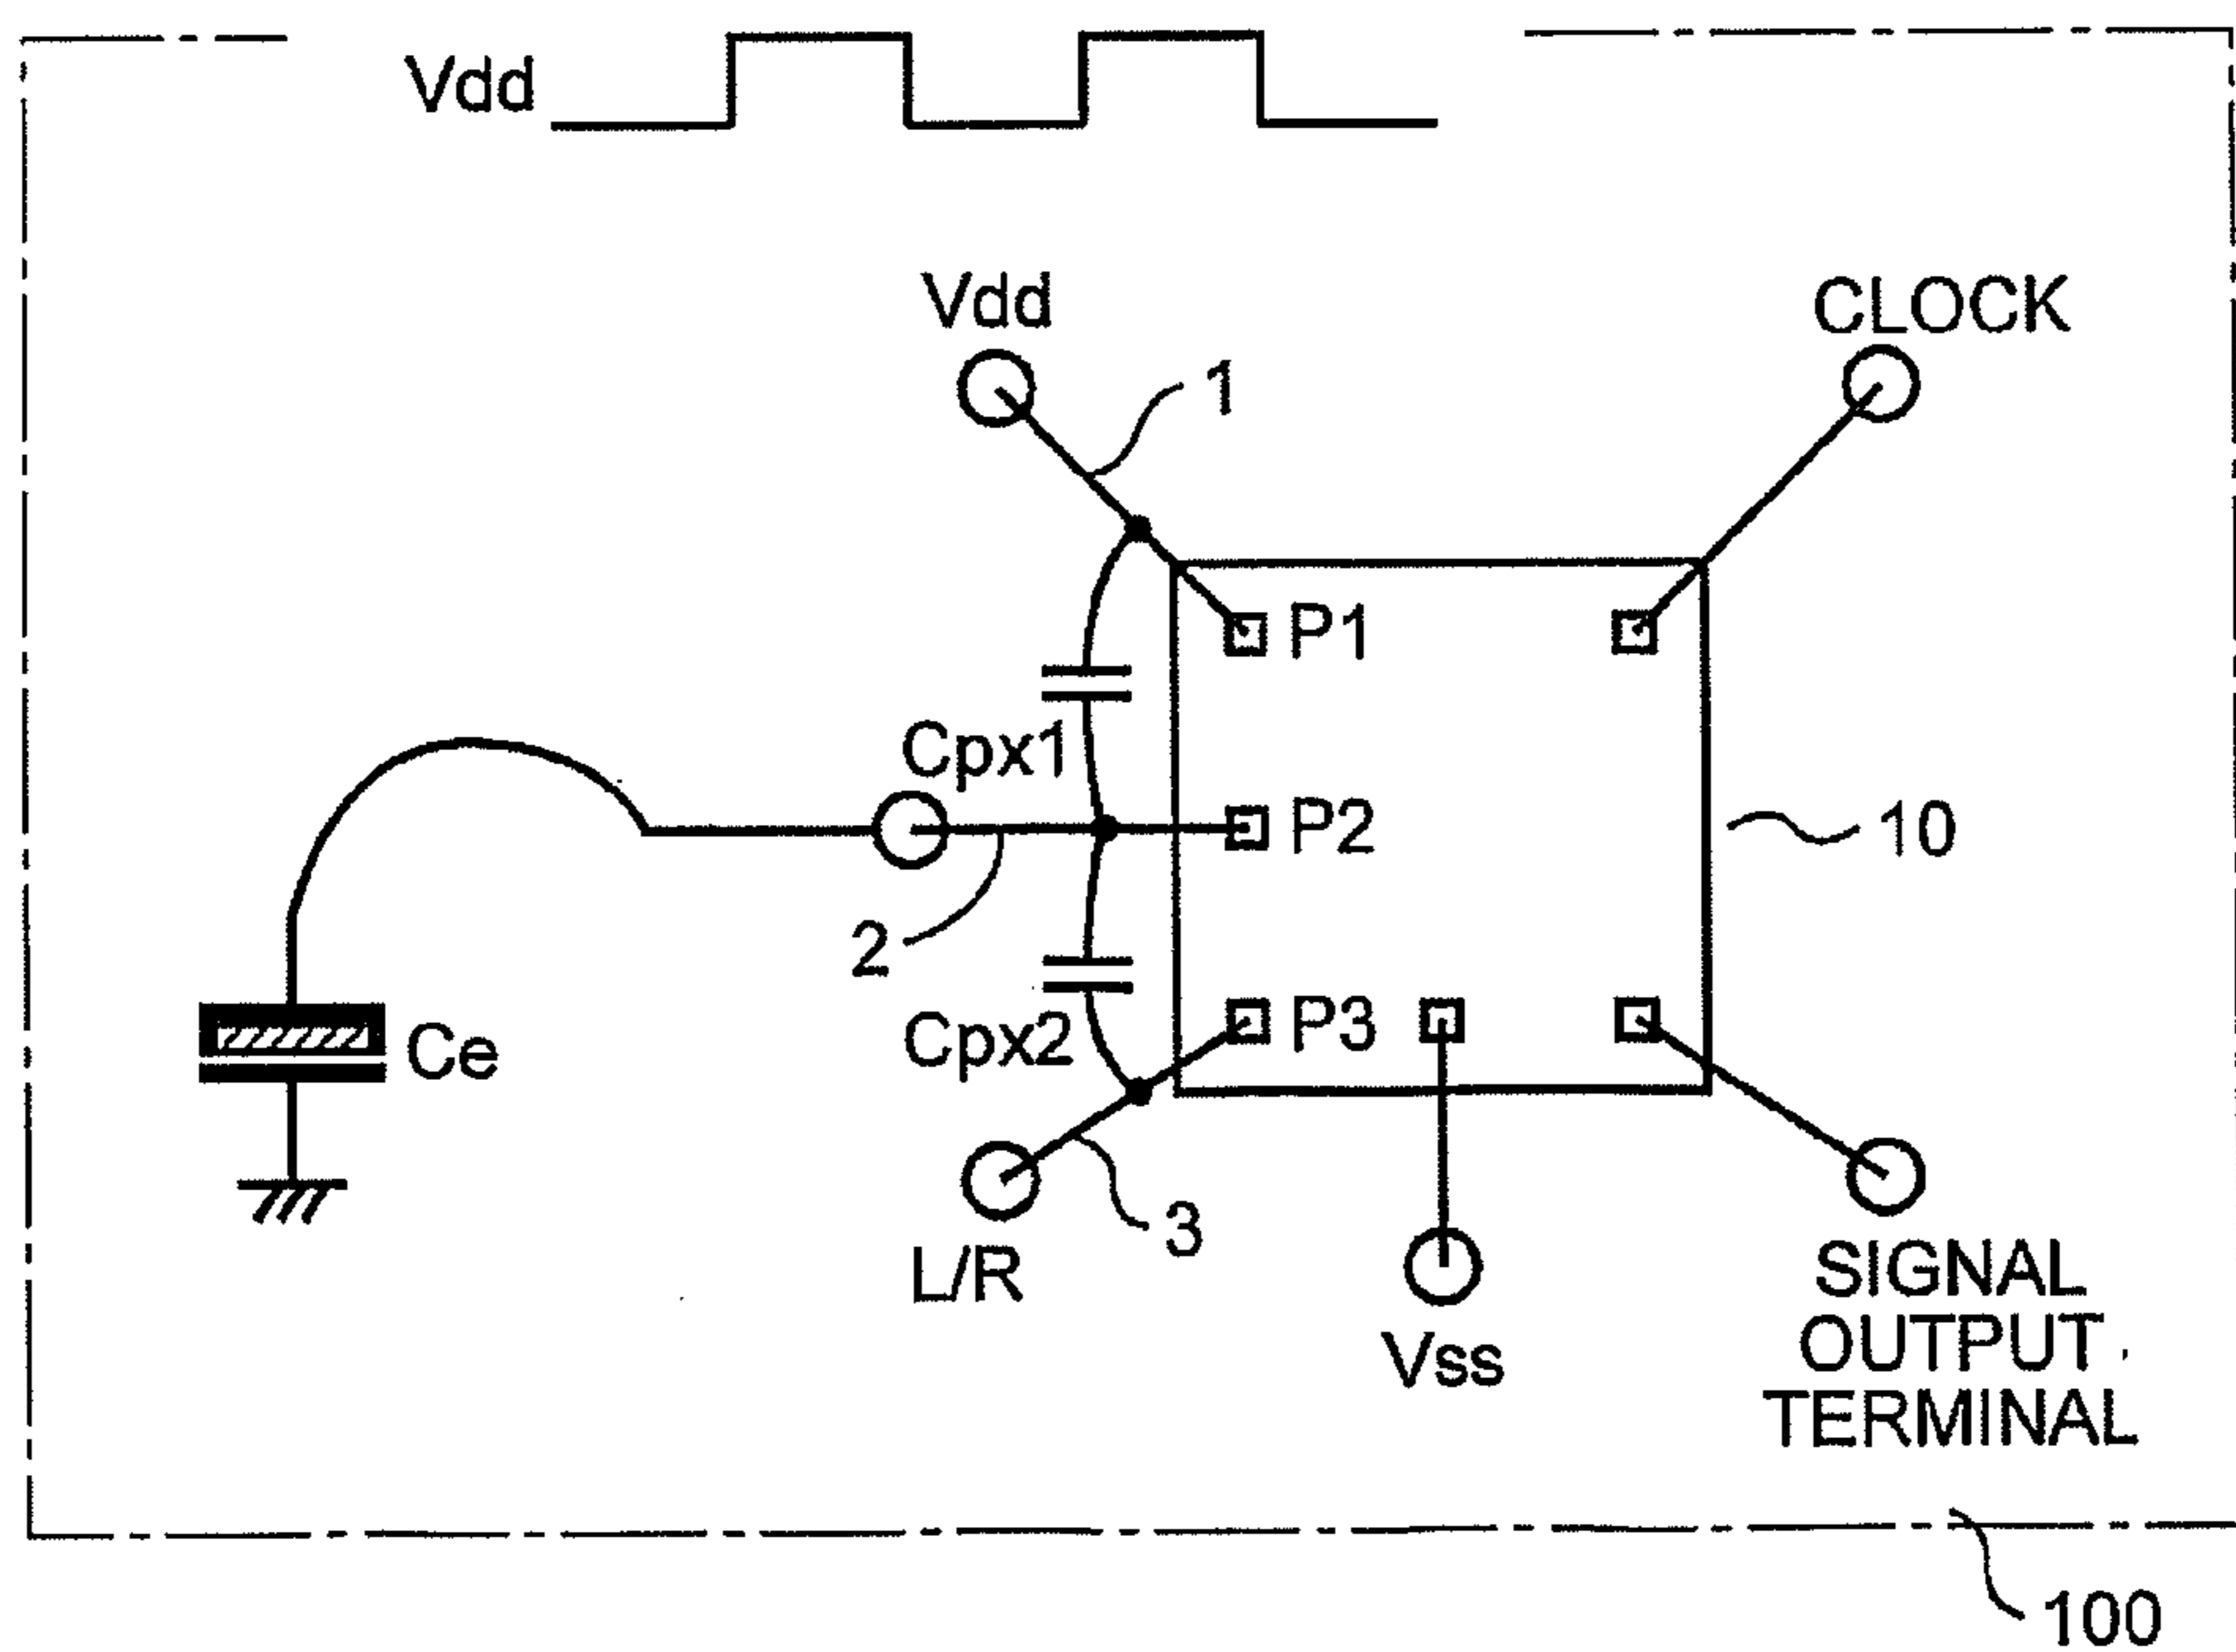 Vdd
Vdd
CLOCK
1
P1
Cpx1
P2
10
2
Ce
Cpx2
P3
3
L/R
Vss
SIGNAL
OUTPUT
TERMINAL
100